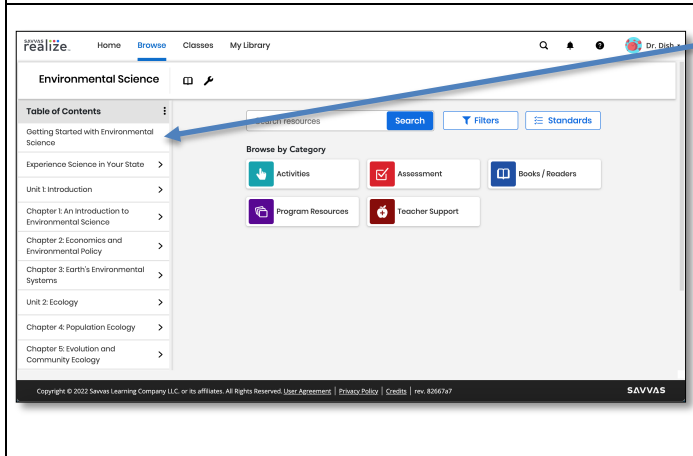 SAVVAS
realize™ Home Browse Classes My Library Dr. Dish
Environmental Science
Table of Contents
Getting Started with Environmental
Science
Search resources Search Filters Standards
Experience Science in Your State
Browse by Category
Activities Assessment Books / Readers
Unit 1: Introduction
Chapter 1: An Introduction to
Environmental Science
Program Resources Teacher Support
Chapter 2: Economics and
Environmental Policy
Chapter 3: Earth's Environmental
Systems
Unit 2: Ecology
Chapter 4: Population Ecology
Chapter 5: Evolution and
Community Ecology
Copyright © 2022 Savvas Learning Company LLC. or its affiliates. All Rights Reserved. User Agreement | Privacy Policy | Credits | rev. 82667a7 SAVVAS